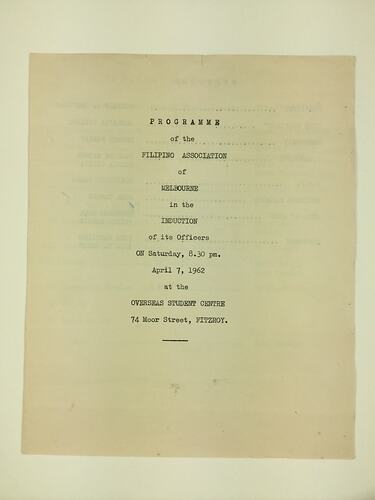 PROGRAMME
of the
FILIPINO ASSOCIATION
of
MELBOURNE
in the
INDUCTION
of its Officers
ON Saturday, 8.30 pm.
April 7, 1962
at the
OVERSEAS STUDENT CENTRE
74 Moor Street, FITZROY.